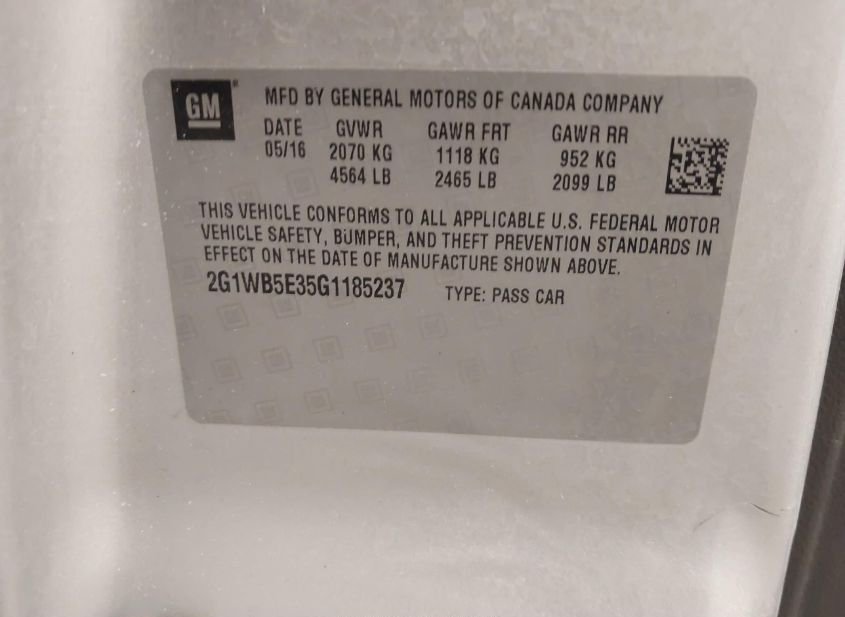 GM
MFD BY GENERAL MOTORS OF CANADA COMPANY
DATE GVWR GAWR FRT GAWR RR
05/16 2070 KG 1118 KG 952 KG
4564 LB 2465 LB 2099 LB
THIS VEHICLE CONFORMS TO ALL APPLICABLE U.S. FEDERAL MOTOR
VEHICLE SAFETY, BUMPER, AND THEFT PREVENTION STANDARDS IN
EFFECT ON THE DATE OF MANUFACTURE SHOWN ABOVE.
2G1WB5E35G1185237 TYPE: PASS CAR